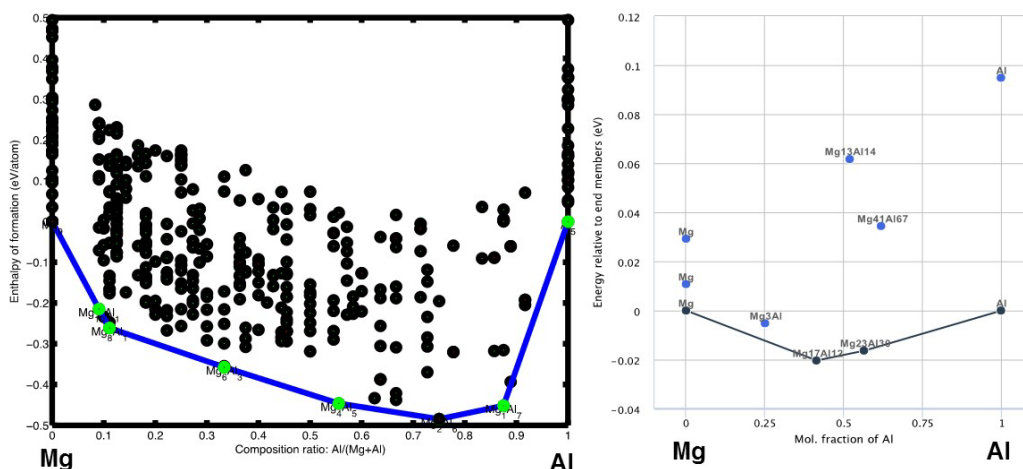 0.5
0.4
0.3
0.2
0.1
0
−0.1
−0.2
−0.3
−0.4
−0.5
Enthalpy of formation (eV/atom)
Mg8Al1
Mg6Al3
Mg4Al5
Mg1Al7
0 0.1 0.2 0.3 0.4 0.5 0.6 0.7 0.8 0.9 1
Composition ratio: Al/(Mg+Al)
Mg Al
0.12
0.1
0.08
0.06
0.04
0.02
0
−0.02
−0.04
Energy relative to end members (eV)
Al
Mg13Al14
Mg41Al67
Mg
Mg
Mg
Al
Mg3Al
Mg23Al30
Mg17Al12
0 0.25 0.5 0.75 1
Mol. fraction of Al
Mg Al